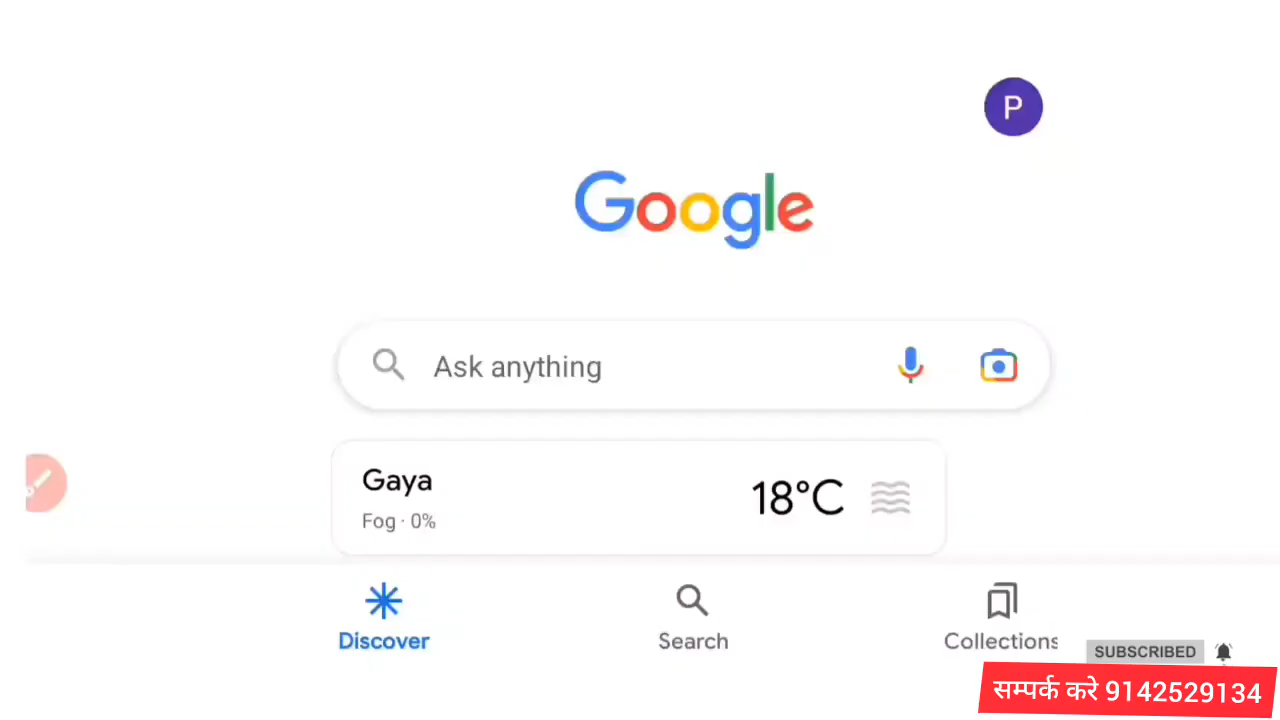 P
Google
Ask anything
Gaya
18°C
Fog · 0%
Discover
Search
Collections
SUBSCRIBED
सम्पर्क करे 9142529134